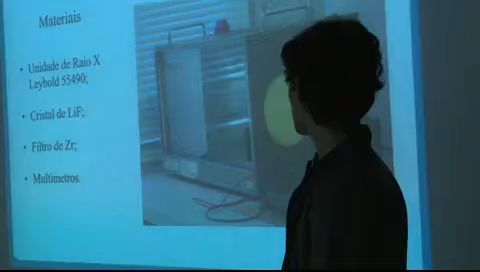 Materiais
• Unidade de Raio X
Leybold 55490;
• Cristal de LiF;
• Filtro de Zr;
• Multímetros.